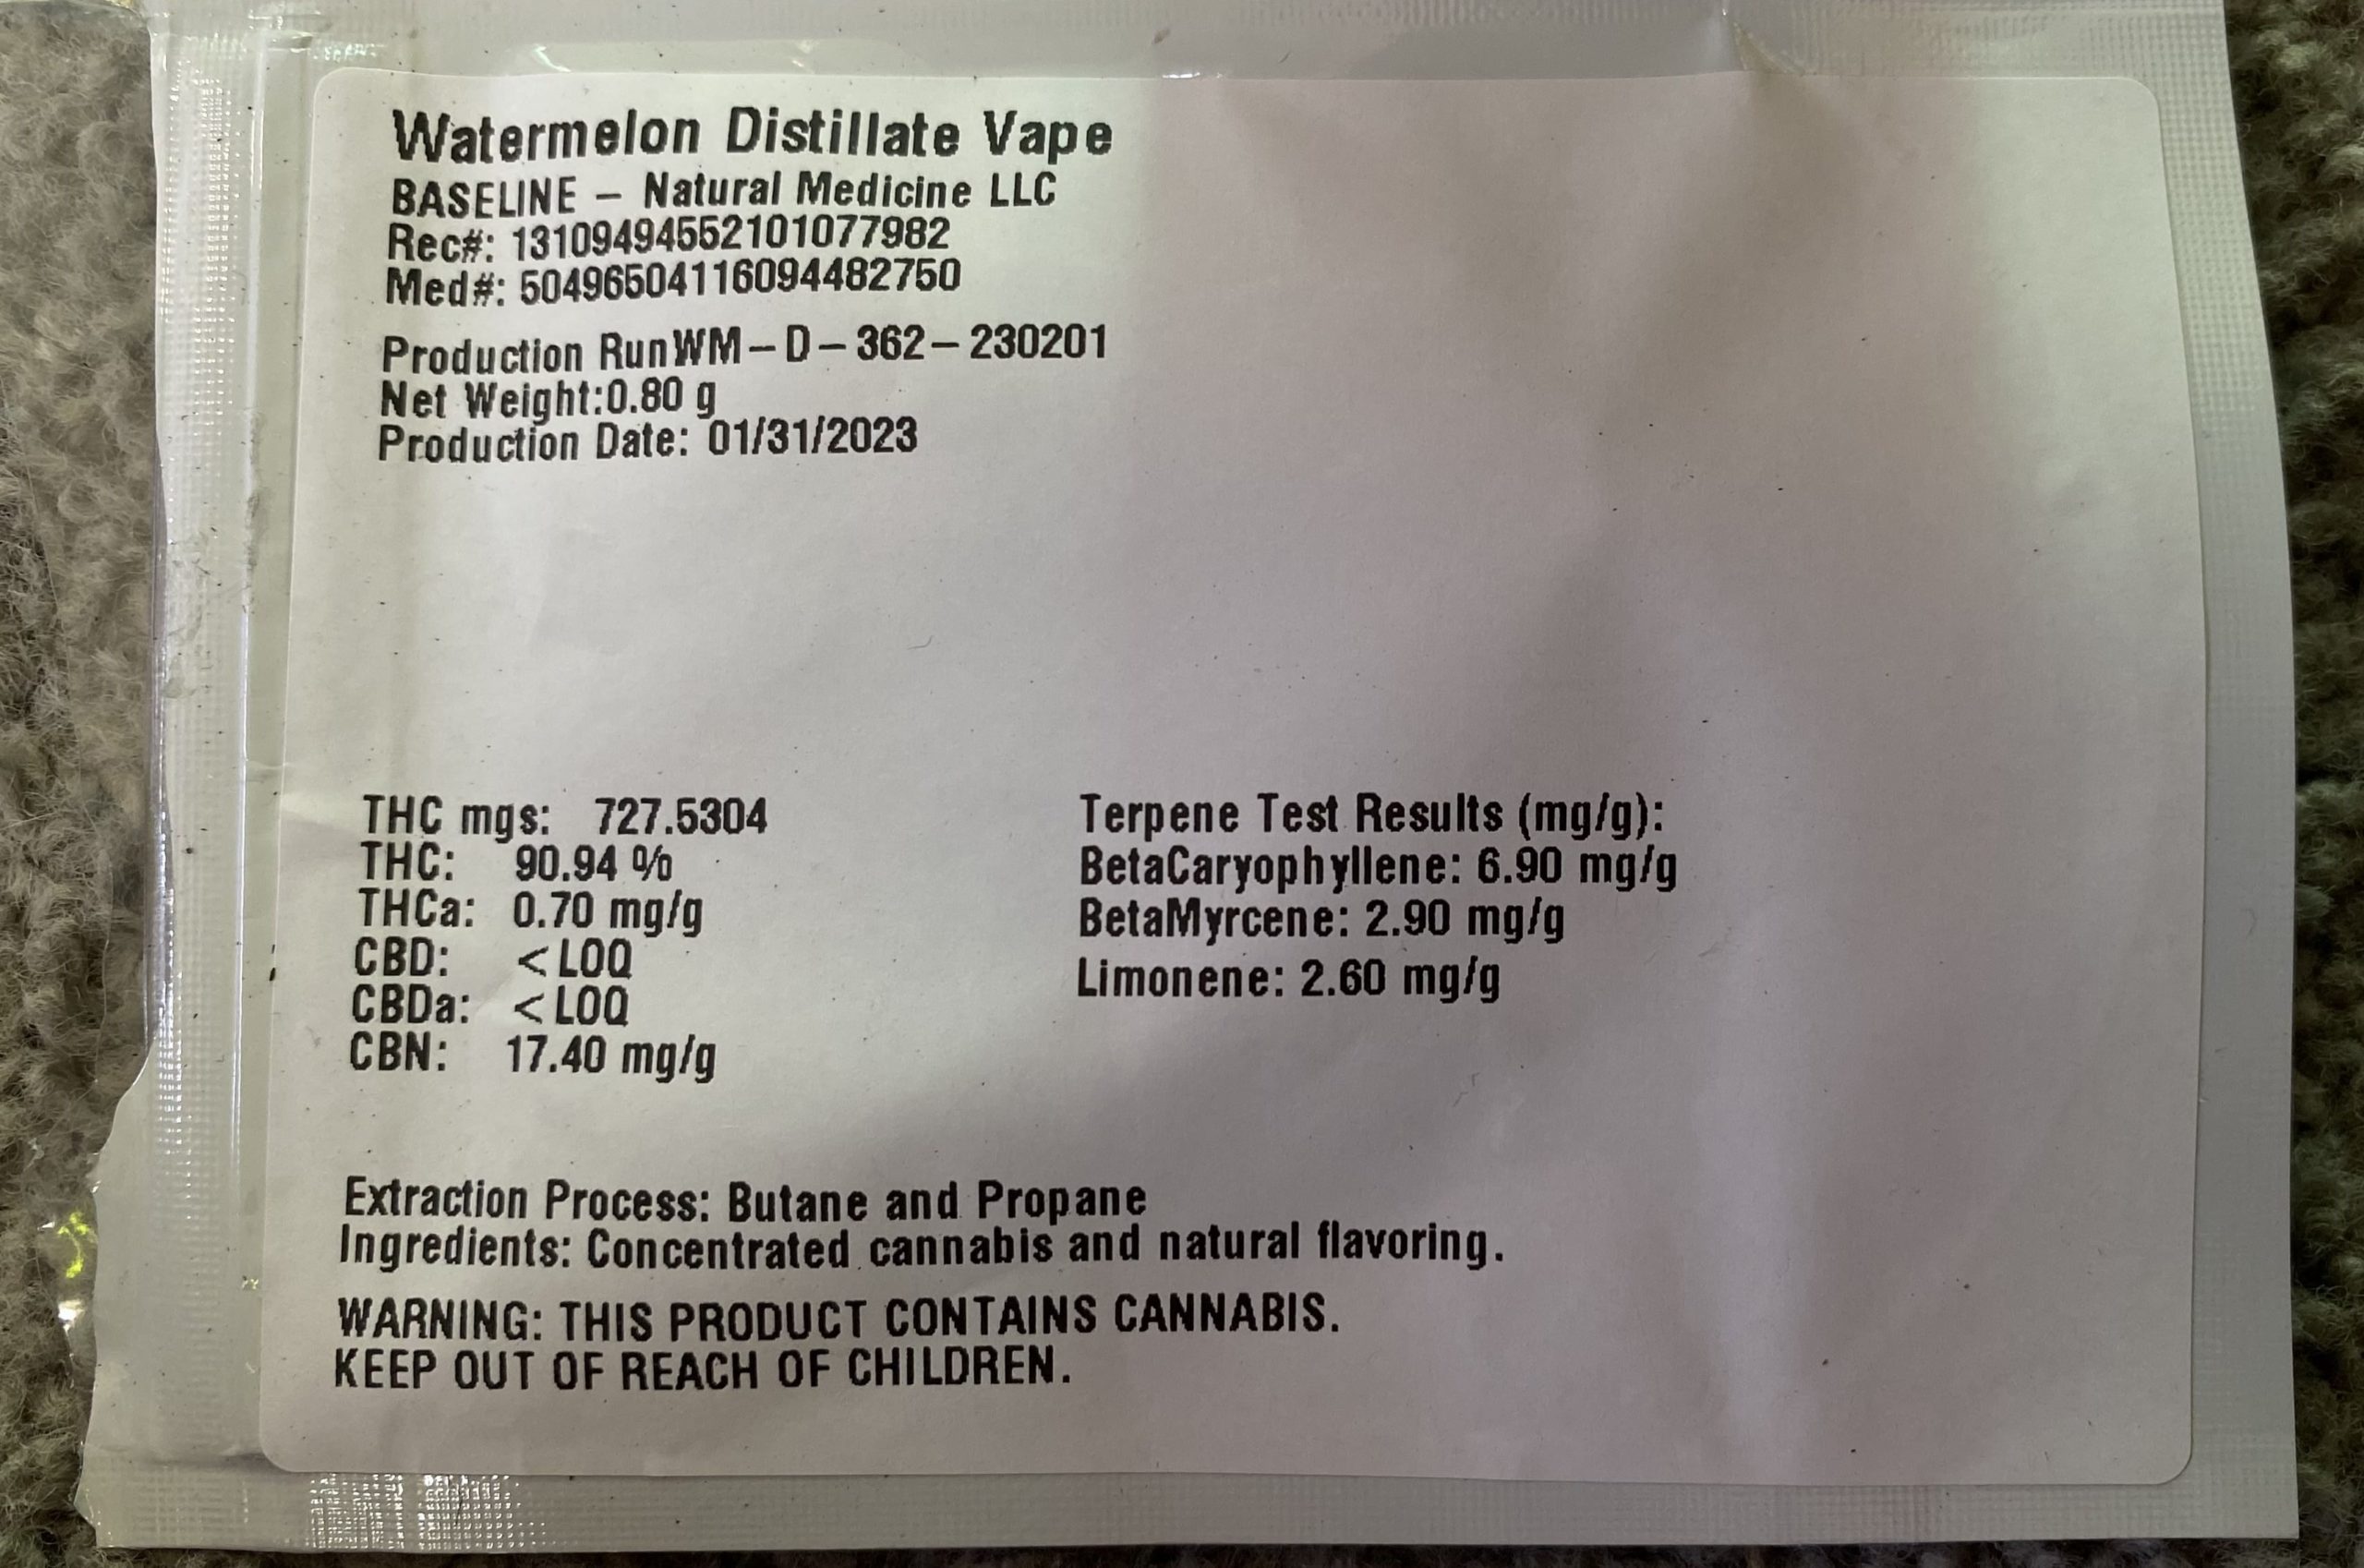 Watermelon Distillate Vape
BASELINE – Natural Medicine LLC
Rec#: 13109494552101077982
Med#: 50496504116094482750
Production RunWM–D–362–230201
Net Weight:0.80 g
Production Date: 01/31/2023
THC mgs: 727.5304
THC: 90.94 %
THCa: 0.70 mg/g
CBD: <LOQ
CBDa: <LOQ
CBN: 17.40 mg/g
Terpene Test Results (mg/g):
BetaCaryophyllene: 6.90 mg/g
BetaMyrcene: 2.90 mg/g
Limonene: 2.60 mg/g
Extraction Process: Butane and Propane
Ingredients: Concentrated cannabis and natural flavoring.
WARNING: THIS PRODUCT CONTAINS CANNABIS.
KEEP OUT OF REACH OF CHILDREN.